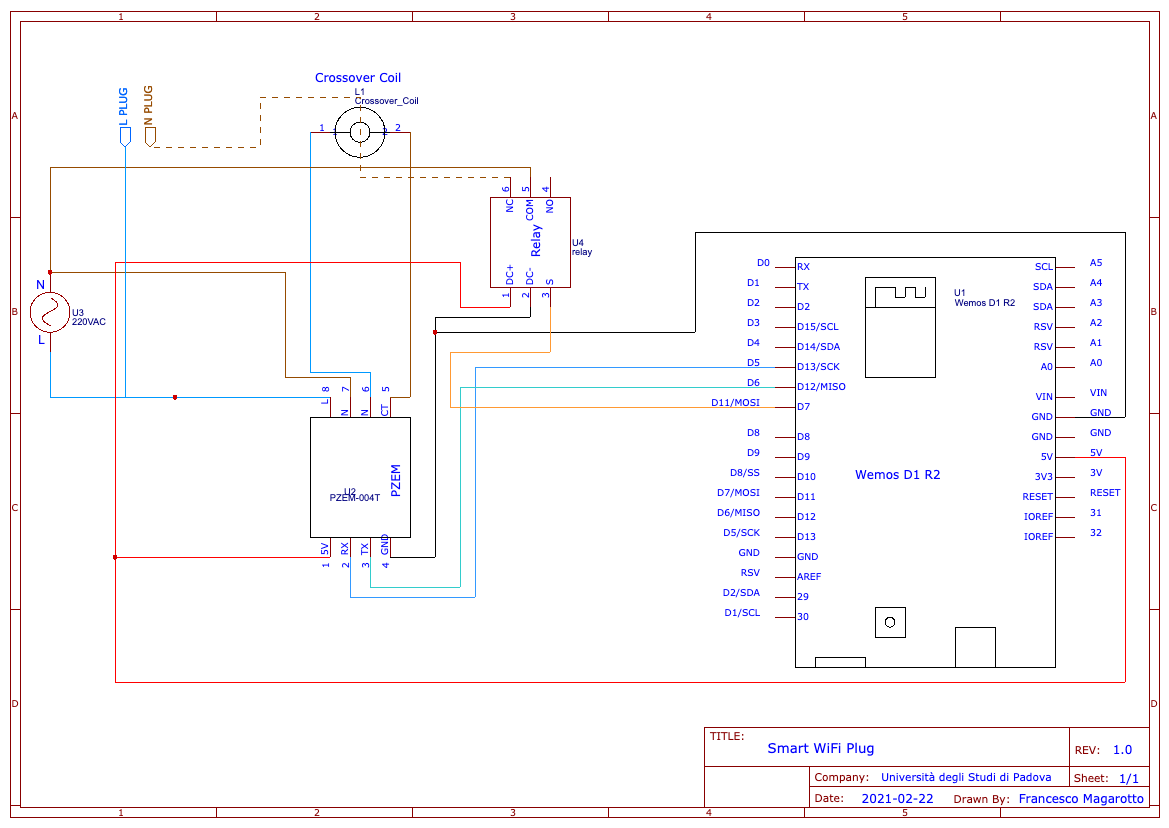 1 2 3 4 5
A A
B B
C C
D D
Crossover Coil
L1
Crossover_Coil
1 1 2 2
L PLUG
N PLUG
6 5 4
NC COM NO
Relay
U4
relay
DC+ DC- S
1 2 3
N
U3
220VAC
L
8 7 6 5
L N N CT
U2
PZEM-004T
PZEM
5V RX TX GND
1 2 3 4
U1
Wemos D1 R2
Wemos D1 R2
D0 RX
D1 TX
D2 D2
D3 D15/SCL
D4 D14/SDA
D5 D13/SCK
D6 D12/MISO
D11/MOSI D7
D8 D8
D9 D9
D8/SS D10
D7/MOSI D11
D6/MISO D12
D5/SCK D13
GND GND
RSV AREF
D2/SDA 29
D1/SCL 30
SCL A5
SDA A4
SDA A3
RSV A2
RSV A1
A0 A0
VIN VIN
GND GND
GND GND
5V 5V
3V3 3V
RESET RESET
IOREF 31
IOREF 32
TITLE:
Smart WiFi Plug
REV: 1.0
Company: Università degli Studi di Padova
Sheet: 1/1
Date: 2021-02-22 Drawn By: Francesco Magarotto
1 2 3 4 5